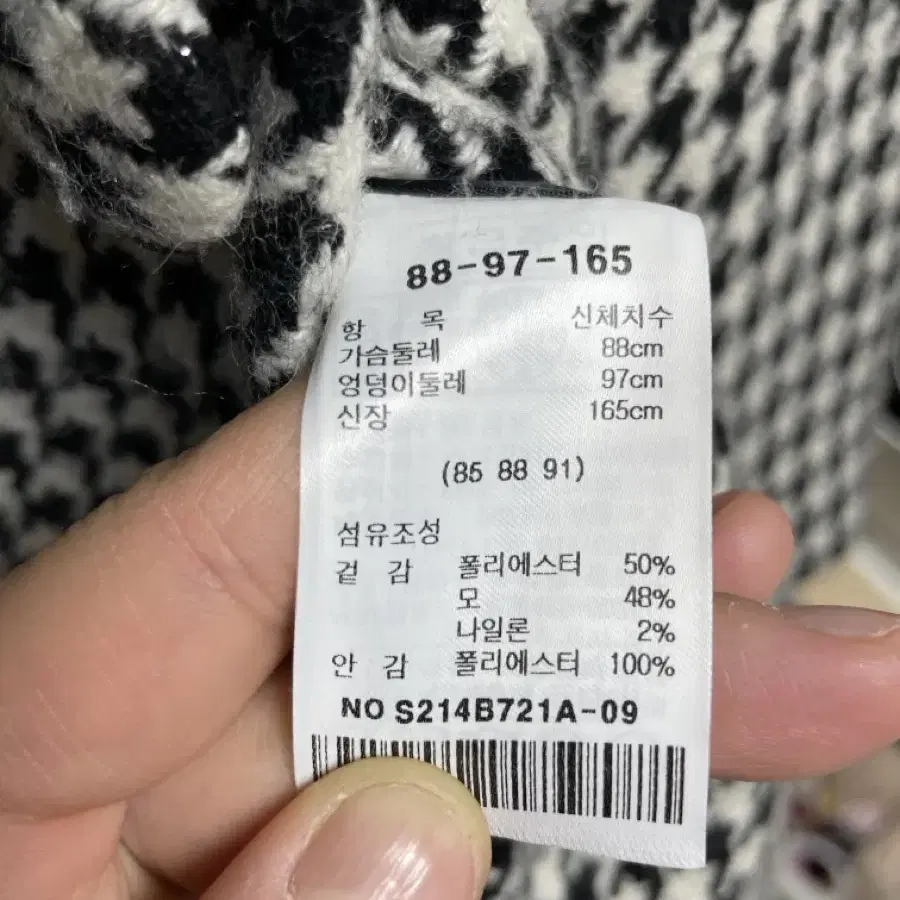 88-97-165
항 목 신체치수
가슴둘레 88cm
엉덩이둘레 97cm
신장 165cm
(85 88 91)
섬유조성
겉 감 폴리에스터 50%
모 48%
나일론 2%
안 감 폴리에스터 100%
NO S214B721A-09